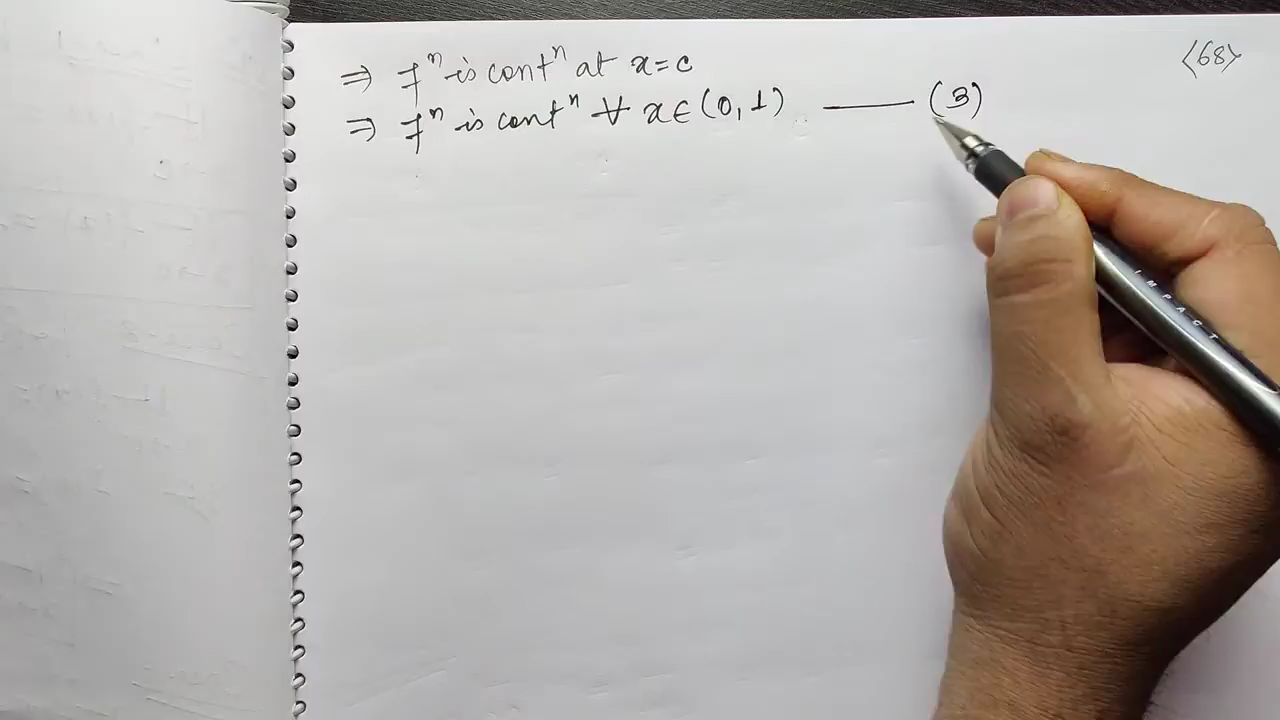 ⟨68⟩
⇒ fⁿ is contⁿ at x=c
⇒ fⁿ is contⁿ ∀ x∈(0,1) —— (3)
IMPACT